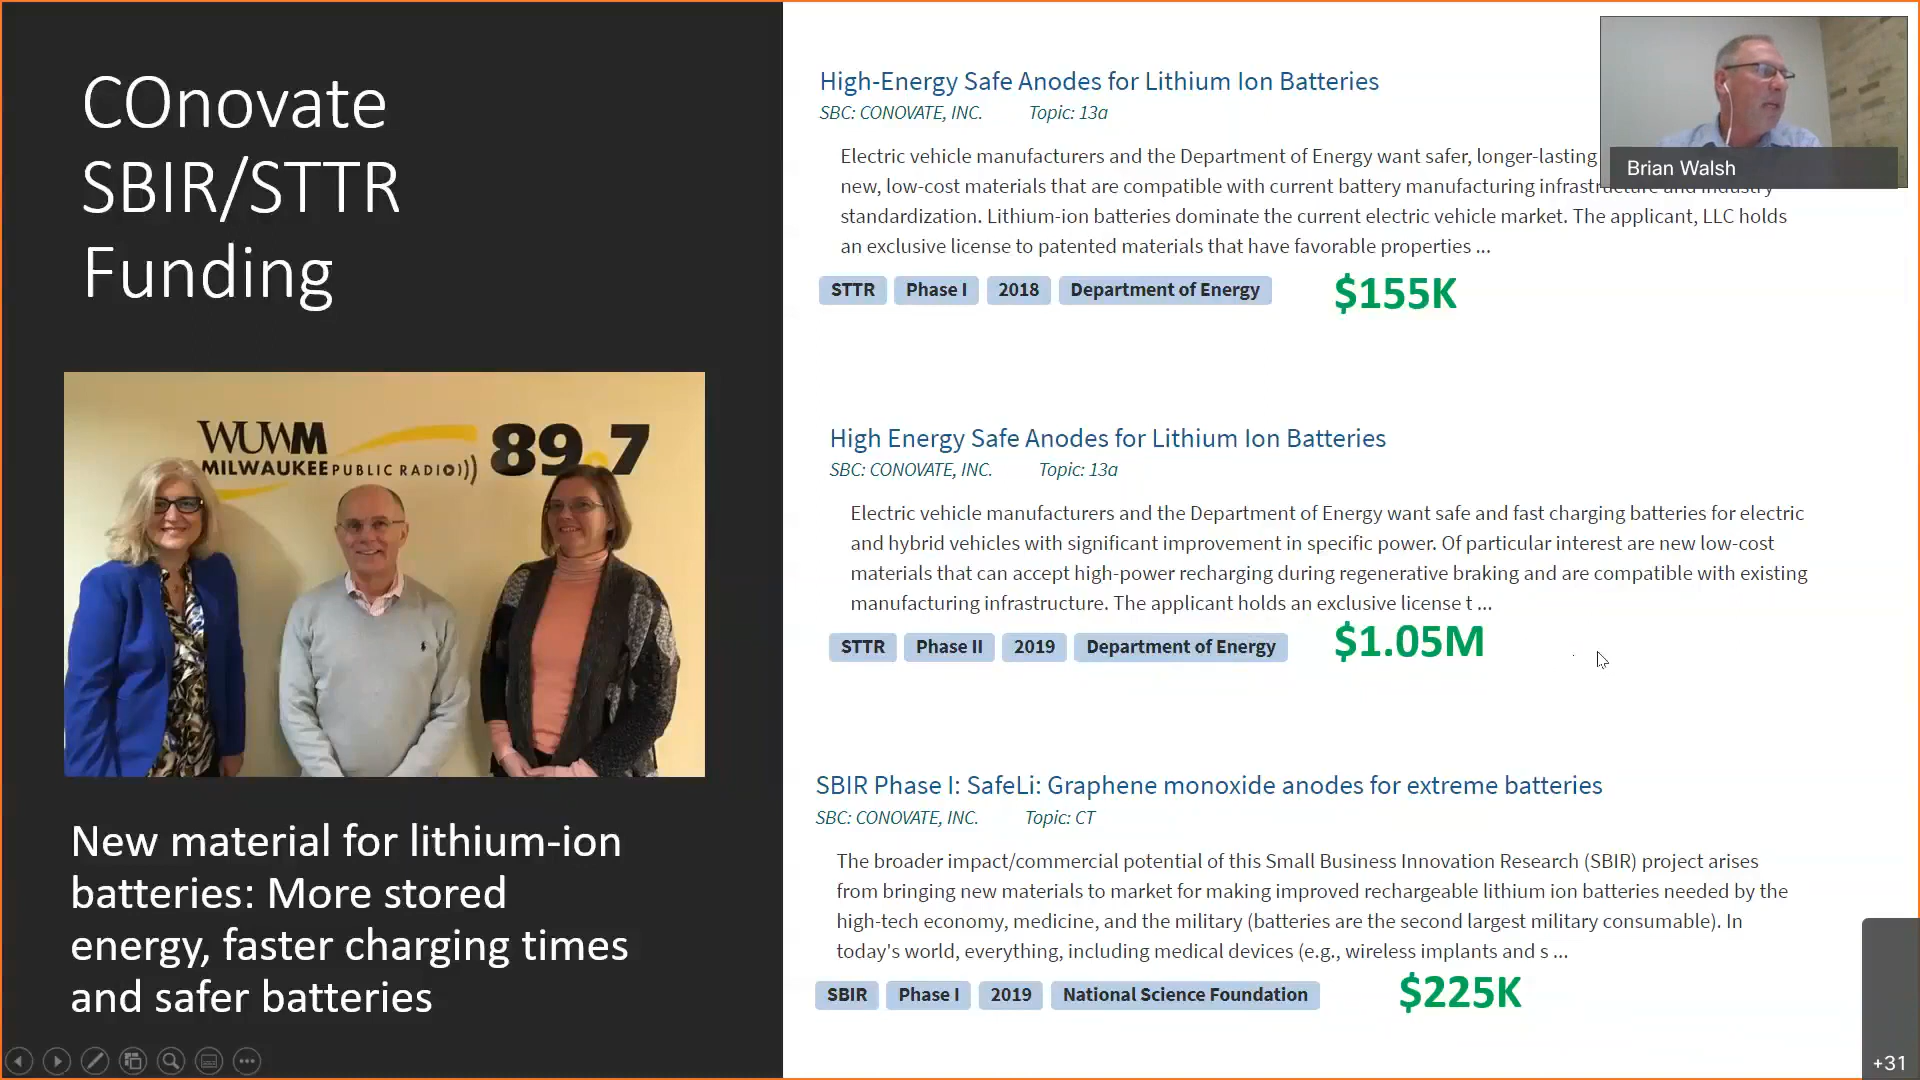 COnovate
SBIR/STTR
Funding
WUWM
MILWAUKEE PUBLIC RADIO
89.7
New material for lithium-ion
batteries: More stored
energy, faster charging times
and safer batteries
High-Energy Safe Anodes for Lithium Ion Batteries
SBC: CONOVATE, INC. Topic: 13a
Electric vehicle manufacturers and the Department of Energy want safer, longer-lasting
new, low-cost materials that are compatible with current battery manufacturing infrastructure and industry
standardization. Lithium-ion batteries dominate the current electric vehicle market. The applicant, LLC holds
an exclusive license to patented materials that have favorable properties ...
STTR Phase I 2018 Department of Energy $155K
High Energy Safe Anodes for Lithium Ion Batteries
SBC: CONOVATE, INC. Topic: 13a
Electric vehicle manufacturers and the Department of Energy want safe and fast charging batteries for electric
and hybrid vehicles with significant improvement in specific power. Of particular interest are new low-cost
materials that can accept high-power recharging during regenerative braking and are compatible with existing
manufacturing infrastructure. The applicant holds an exclusive license t ...
STTR Phase II 2019 Department of Energy $1.05M
SBIR Phase I: SafeLi: Graphene monoxide anodes for extreme batteries
SBC: CONOVATE, INC. Topic: CT
The broader impact/commercial potential of this Small Business Innovation Research (SBIR) project arises
from bringing new materials to market for making improved rechargeable lithium ion batteries needed by the
high-tech economy, medicine, and the military (batteries are the second largest military consumable). In
today's world, everything, including medical devices (e.g., wireless implants and s ...
SBIR Phase I 2019 National Science Foundation $225K
Brian Walsh
+31